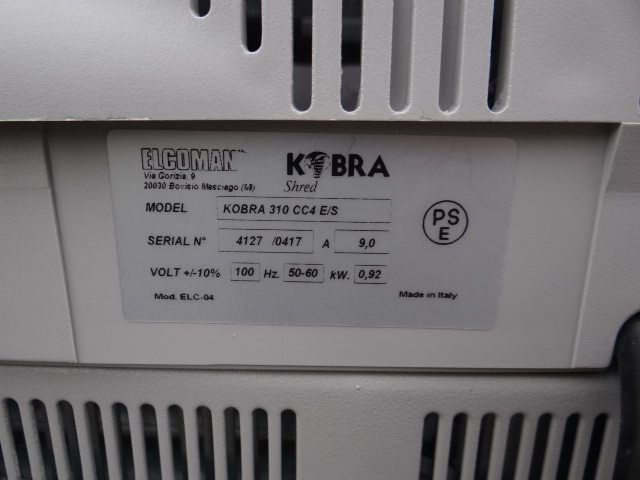 ELCOMAN
KOBRA
Via Gorizia, 9
20030 Bovisio Masciago (MI)
Shred
MODEL KOBRA 310 CC4 E/S
PS
E
SERIAL N° 4127 /0417 A 9,0
VOLT +/-10% 100 Hz. 50-60 kW. 0,92
Mod. ELC-04 Made in Italy